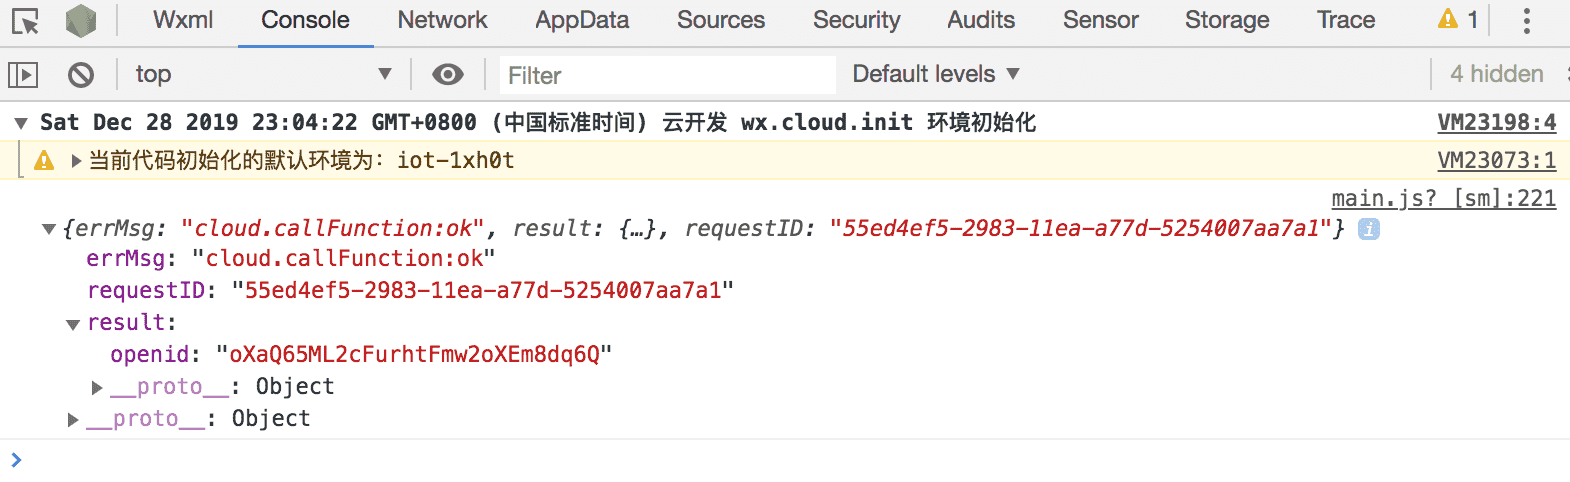 Wxml Console Network AppData Sources Security Audits Sensor Storage Trace 1
top Filter Default levels 4 hidden
Sat Dec 28 2019 23:04:22 GMT+0800 (中国标准时间) 云开发 wx.cloud.init 环境初始化 VM23198:4
当前代码初始化的默认环境为: iot-1xh0t VM23073:1
main.js? [sm]:221
{errMsg: "cloud.callFunction:ok", result: {…}, requestID: "55ed4ef5-2983-11ea-a77d-5254007aa7a1"} i
errMsg: "cloud.callFunction:ok"
requestID: "55ed4ef5-2983-11ea-a77d-5254007aa7a1"
result:
openid: "oXaQ65ML2cFurhtFmw2oXEm8dq6Q"
__proto__: Object
__proto__: Object